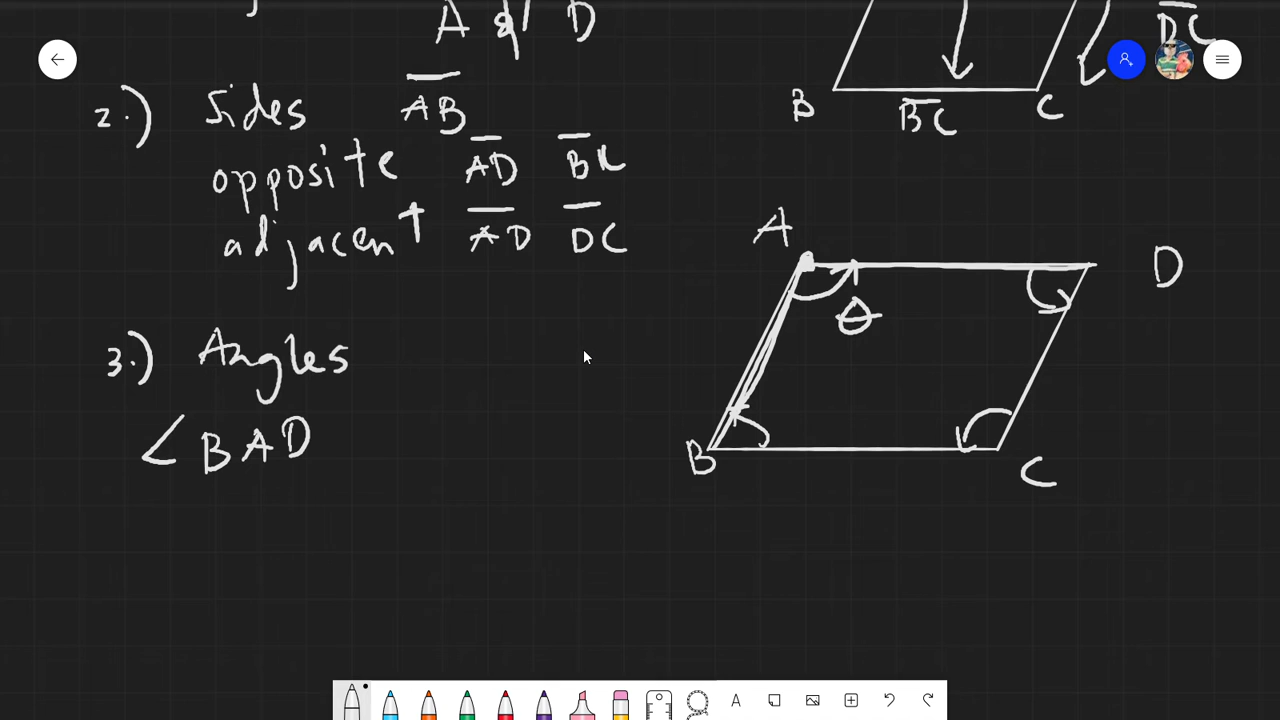 A & D
2.) Sides AB
opposite AD BC
adjacent AD DC
3.) Angles
∠BAD
DC
B BC C
A
D
θ
B
C
A